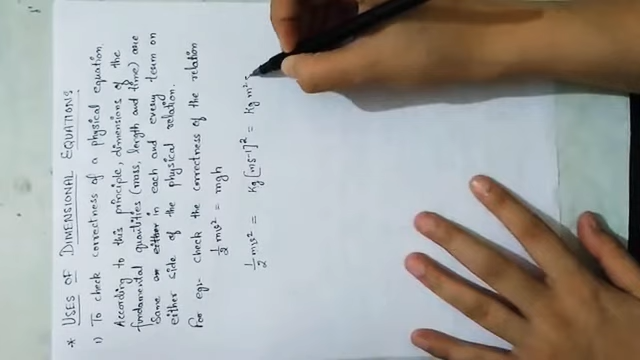 * USES OF DIMENSIONAL EQUATIONS
1) To check correctness of a physical equation.
According to this principle, dimensions of the
fundamental quantities (mass, length and time) are
same on either in each and every term on
either side of the physical relation.
For eg:- check the correctness of the relation
1/2 mv² = mgh
1/2 mv² = Kg[ms-1]² = Kg m² s